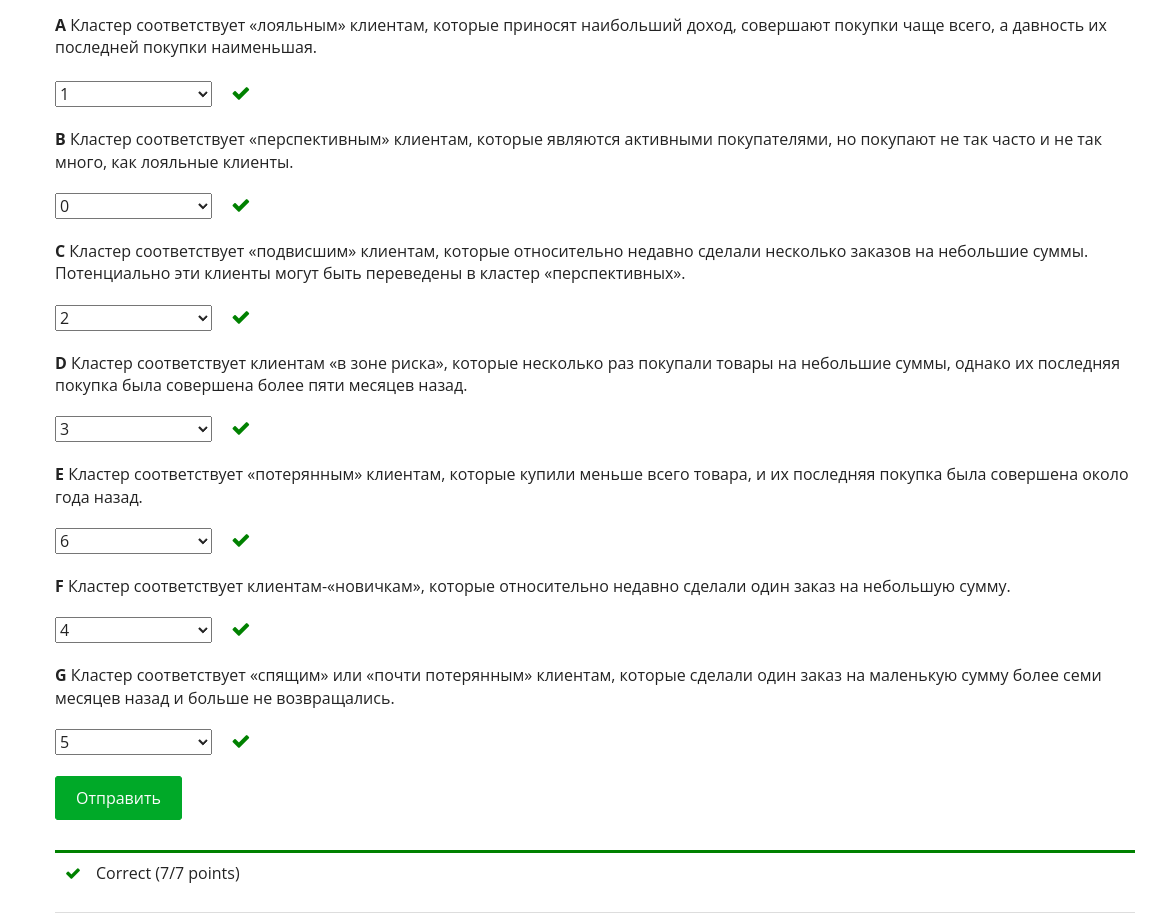 A Кластер соответствует «лояльным» клиентам, которые приносят наибольший доход, совершают покупки чаще всего, а давность их
последней покупки наименьшая.
1
B Кластер соответствует «перспективным» клиентам, которые являются активными покупателями, но покупают не так часто и не так
много, как лояльные клиенты.
0
C Кластер соответствует «подвисшим» клиентам, которые относительно недавно сделали несколько заказов на небольшие суммы.
Потенциально эти клиенты могут быть переведены в кластер «перспективных».
2
D Кластер соответствует клиентам «в зоне риска», которые несколько раз покупали товары на небольшие суммы, однако их последняя
покупка была совершена более пяти месяцев назад.
3
E Кластер соответствует «потерянным» клиентам, которые купили меньше всего товара, и их последняя покупка была совершена около
года назад.
6
F Кластер соответствует клиентам-«новичкам», которые относительно недавно сделали один заказ на небольшую сумму.
4
G Кластер соответствует «спящим» или «почти потерянным» клиентам, которые сделали один заказ на маленькую сумму более семи
месяцев назад и больше не возвращались.
5
Отправить
Correct (7/7 points)